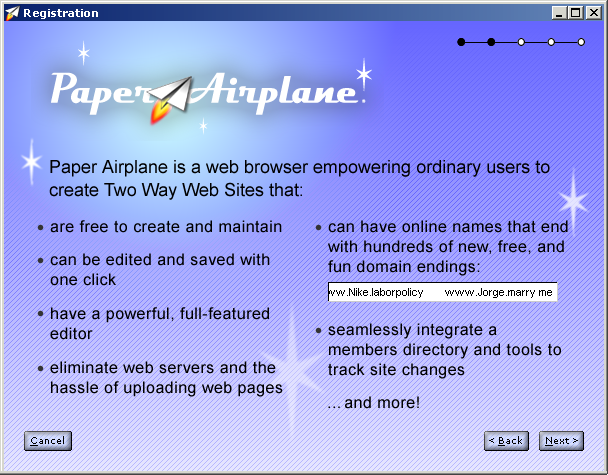 Registration
Paper Airplane.
Paper Airplane is a web browser empowering ordinary users to
create Two Way Web Sites that:
are free to create and maintain
can be edited and saved with
one click
have a powerful, full-featured
editor
eliminate web servers and the
hassle of uploading web pages
can have online names that end
with hundreds of new, free, and
fun domain endings:
vw.Nike.laborpolicy wwww.Jorge.marry me
seamlessly integrate a
members directory and tools to
track site changes
... and more!
Cancel
< Back
Next >